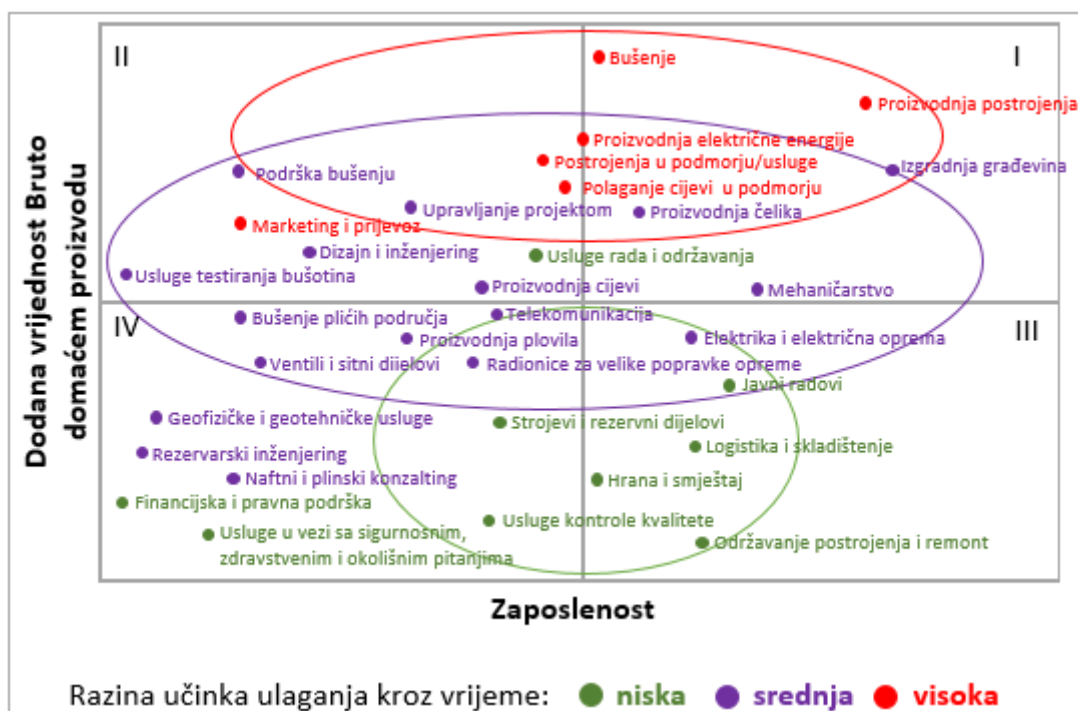 Dodana vrijednost Bruto
domaćem proizvodu
II
I
Bušenje
Proizvodnja postrojenja
Proizvodnja električne energije
Postrojenja u podmorju/usluge
Izgradnja građevina
Podrška bušenju
Polaganje cijevi u podmorju
Upravljanje projektom
Proizvodnja čelika
Marketing i prijevoz
Dizajn i inženjering
Usluge rada i održavanja
Usluge testiranja bušotina
Proizvodnja cijevi
Mehaničarstvo
IV
III
Bušenje plićih područja
Telekomunikacija
Proizvodnja plovila
Elektrika i električna oprema
Ventili i sitni dijelovi
Radionice za velike popravke opreme
Javni radovi
Geofizičke i geotehničke usluge
Strojevi i rezervni dijelovi
Logistika i skladištenje
Rezervarski inženjering
Naftni i plinski konzalting
Hrana i smještaj
Financijska i pravna podrška
Usluge kontrole kvalitete
Usluge u vezi sa sigurnosnim,
zdravstvenim i okolišnim pitanjima
Održavanje postrojenja i remont
Zaposlenost
Razina učinka ulaganja kroz vrijeme: niska srednja visoka